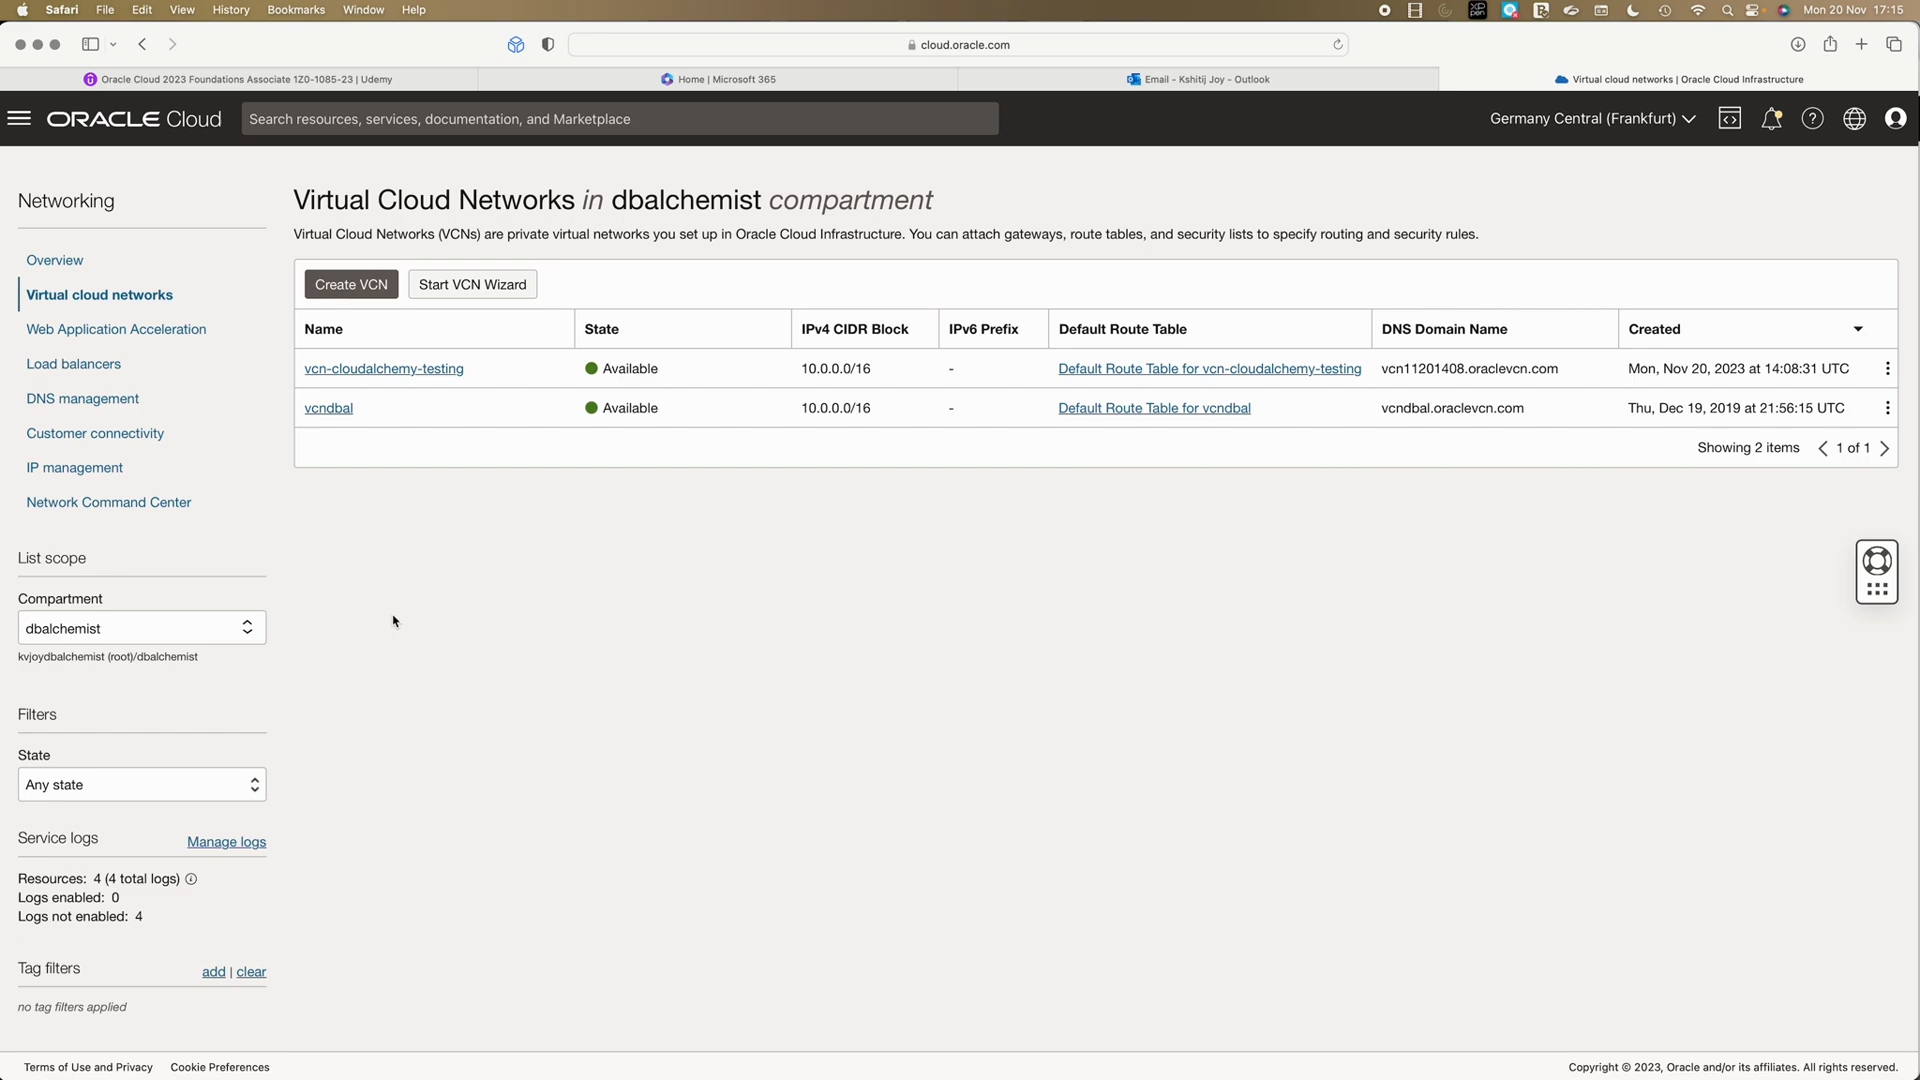 Safari File Edit View History Bookmarks Window Help
Mon 20 Nov 17:15
cloud.oracle.com
Oracle Cloud 2023 Foundations Associate 1Z0-1085-23 | Udemy
Home | Microsoft 365
Email - Kshitij Joy - Outlook
Virtual cloud networks | Oracle Cloud Infrastructure
ORACLE Cloud
Search resources, services, documentation, and Marketplace
Germany Central (Frankfurt)
Networking
Overview
Virtual cloud networks
Web Application Acceleration
Load balancers
DNS management
Customer connectivity
IP management
Network Command Center
List scope
Compartment
dbalchemist
kvjoydbalchemist (root)/dbalchemist
Filters
State
Any state
Service logs Manage logs
Resources: 4 (4 total logs)
Logs enabled: 0
Logs not enabled: 4
Tag filters add | clear
no tag filters applied
Virtual Cloud Networks in dbalchemist compartment
Virtual Cloud Networks (VCNs) are private virtual networks you set up in Oracle Cloud Infrastructure. You can attach gateways, route tables, and security lists to specify routing and security rules.
Create VCN Start VCN Wizard
Name State IPv4 CIDR Block IPv6 Prefix Default Route Table DNS Domain Name Created
vcn-cloudalchemy-testing Available 10.0.0.0/16 - Default Route Table for vcn-cloudalchemy-testing vcn11201408.oraclevcn.com Mon, Nov 20, 2023 at 14:08:31 UTC
vcndbal Available 10.0.0.0/16 - Default Route Table for vcndbal vcndbal.oraclevcn.com Thu, Dec 19, 2019 at 21:56:15 UTC
Showing 2 items 1 of 1
Terms of Use and Privacy Cookie Preferences
Copyright © 2023, Oracle and/or its affiliates. All rights reserved.